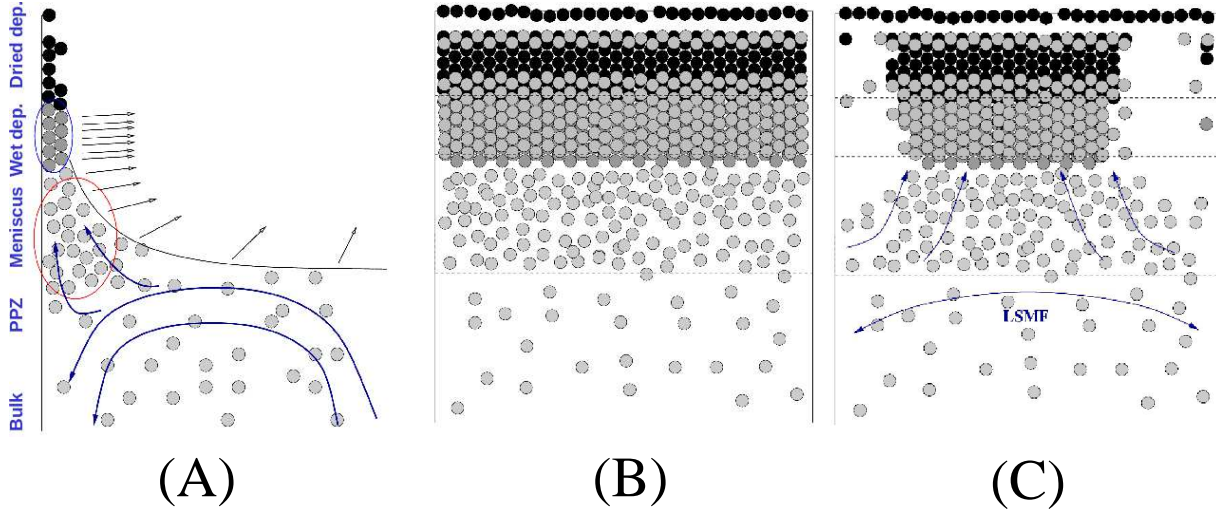 Dried dep.
Wet dep.
Meniscus
PPZ
Bulk
LSMF
(A)
(B)
(C)